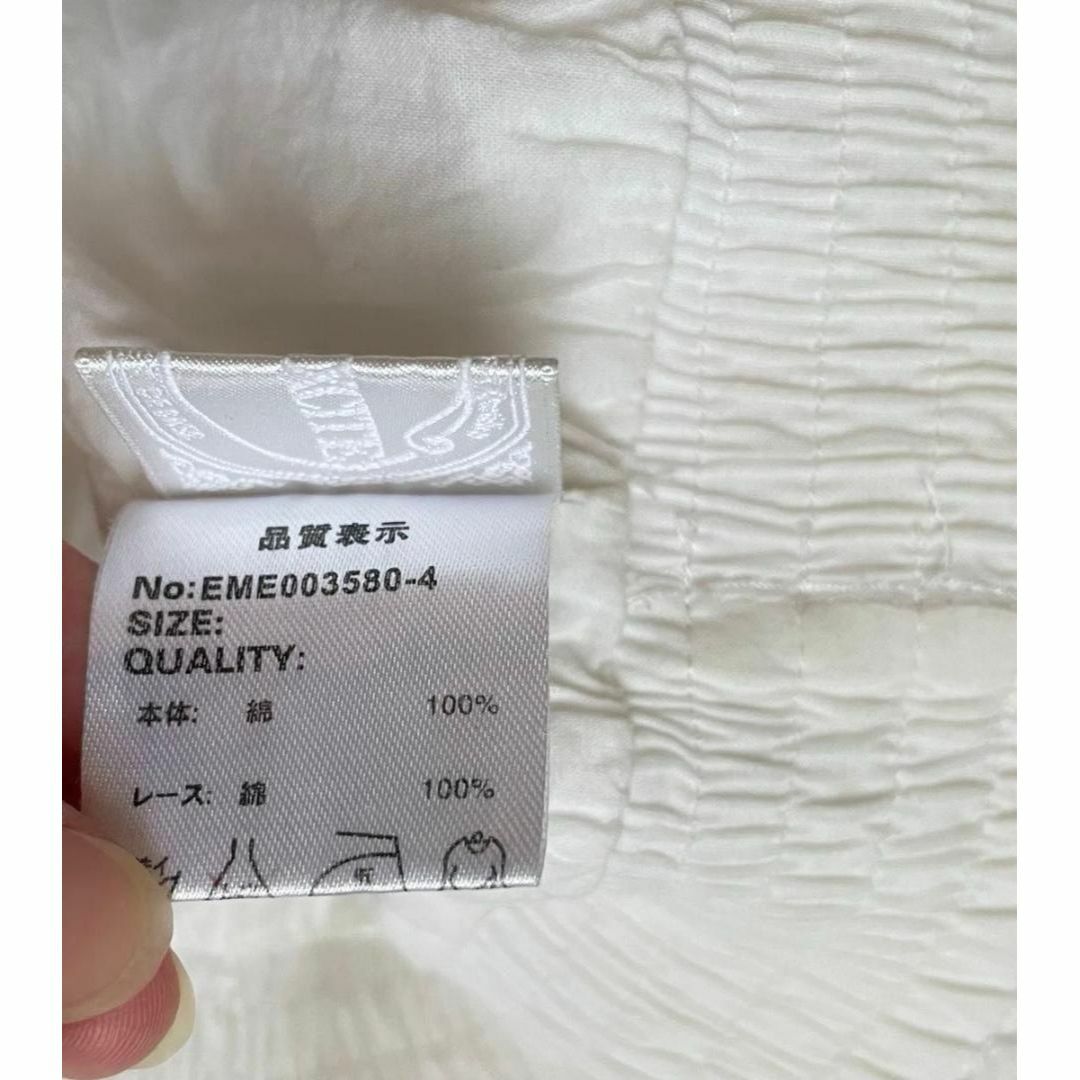 品質表示
No:EME003580-4
SIZE:
QUALITY:
本体: 綿 100%
レース: 綿 100%